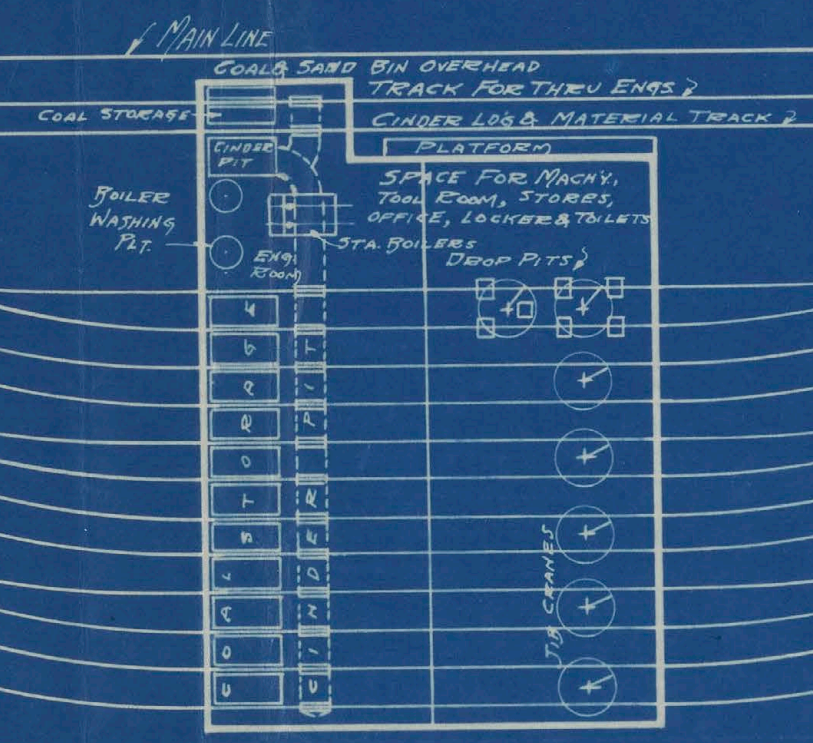 MAIN LINE
COAL & SAND BIN OVERHEAD
TRACK FOR THRU ENGS.
COAL STORAGE
CINDER LD'G & MATERIAL TRACK
CINDER
PIT
PLATFORM
SPACE FOR MACHY,
TOOL ROOM, STORES,
OFFICE, LOCKER & TOILETS
BOILER
WASHING
PLT.
STA. BOILERS
ENG.
ROOM
DROP PITS
COAL STORAGE
CINDER PIT
JIB CRANES